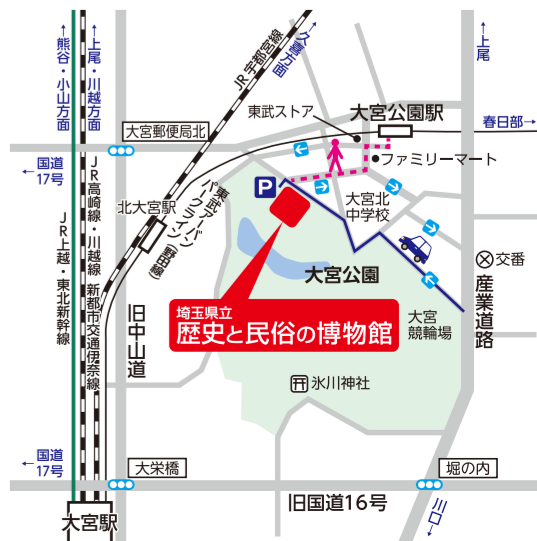 ↑上尾・川越方面
↓熊谷・小山方面
JR宇都宮線
久喜方面→
↑上尾
大宮郵便局北
東武ストア
大宮公園駅
春日部→
←国道
17号
ファミリーマート
P
大宮北
中学校
北大宮駅
東武アーバン
パークライン
(野田線)
JR高崎線・川越線
新都市交通伊奈線
JR上越・東北新幹線
旧中山道
大宮公園
交番
産業道路
埼玉県立
歴史と民俗の博物館
大宮
競輪場
氷川神社
←国道
17号
大栄橋
堀の内
大宮駅
旧国道16号
川口→